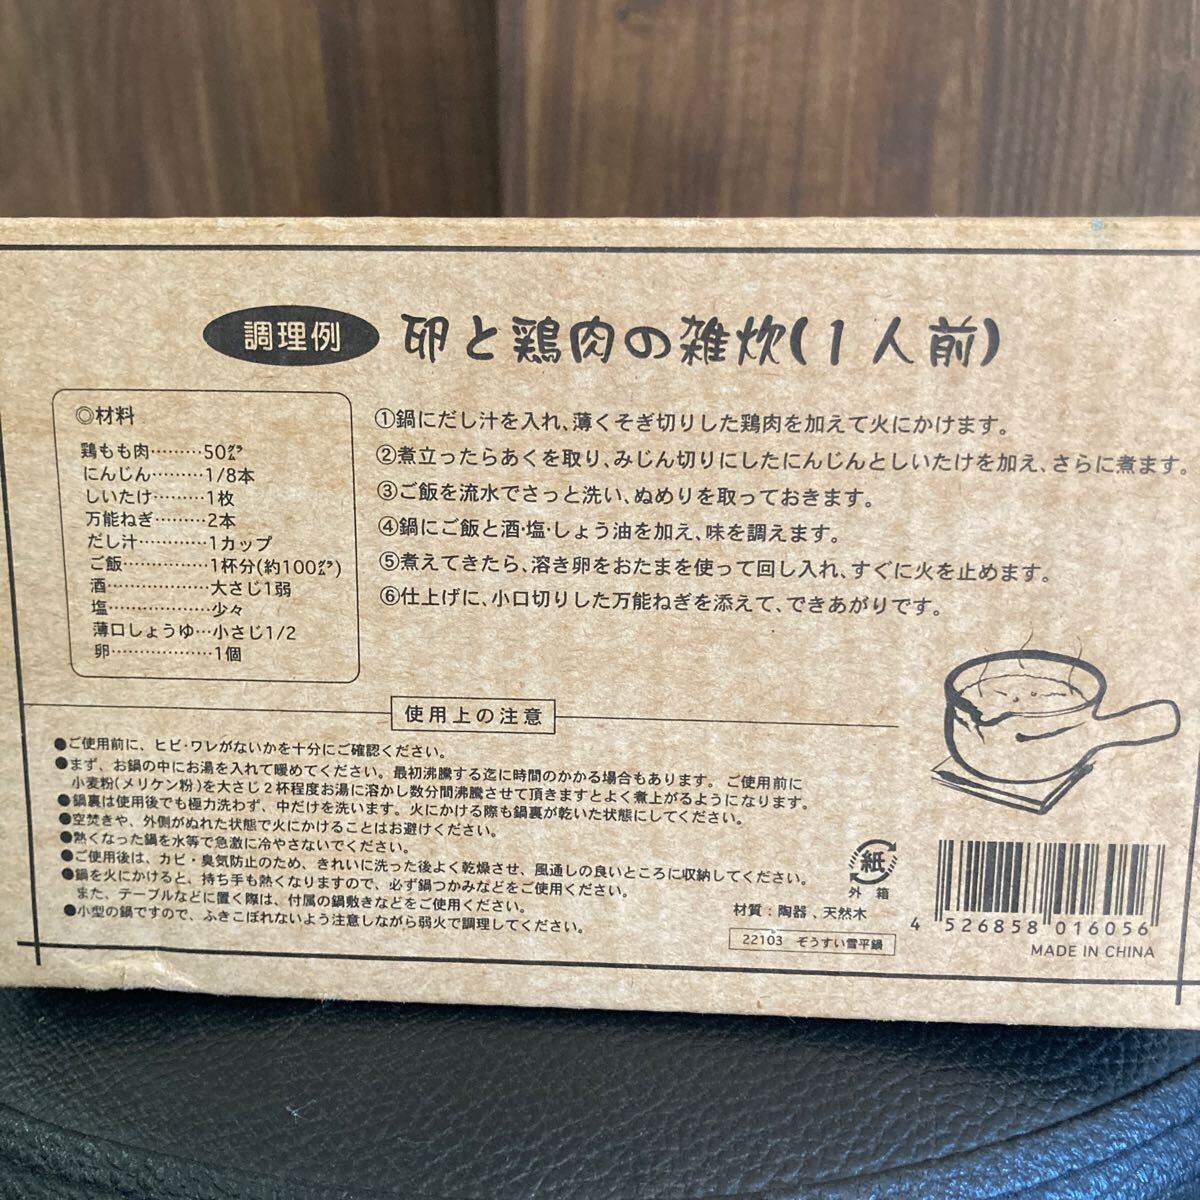 調理例 卵と鶏肉の雑炊(1人前)
◎材料
鶏もも肉………50㌘
にんじん………1/8本
しいたけ………1枚
万能ねぎ………2本
だし汁…………1カップ
ご飯……………1杯分(約100㌘)
酒………………大さじ1弱
塩………………少々
薄口しょうゆ…小さじ1/2
卵………………1個
①鍋にだし汁を入れ、薄くそぎ切りした鶏肉を加えて火にかけます。
②煮立ったらあくを取り、みじん切りにしたにんじんとしいたけを加え、さらに煮ます。
③ご飯を流水でさっと洗い、ぬめりを取っておきます。
④鍋にご飯と酒・塩・しょう油を加え、味を調えます。
⑤煮えてきたら、溶き卵をおたまを使って回し入れ、すぐに火を止めます。
⑥仕上げに、小口切りした万能ねぎを添えて、できあがりです。
使用上の注意
●ご使用前に、ヒビ・ワレがないかを十分にご確認ください。
●まず、お鍋の中にお湯を入れて暖めてください。最初沸騰する迄に時間のかかる場合もあります。ご使用前に
小麦粉(メリケン粉)を大さじ2杯程度お湯に溶かし数分間沸騰させて頂きますとよく煮上がるようになります。
●鍋裏は使用後でも極力洗わず、中だけを洗います。火にかける際も鍋裏が乾いた状態にしてください。
●空焚きや、外側がぬれた状態で火にかけることはお避けください。
●熱くなった鍋を水等で急激に冷やさないでください。
●ご使用後は、カビ・臭気防止のため、きれいに洗った後よく乾燥させ、風通しの良いところに収納してください。
●鍋を火にかけると、持ち手も熱くなりますので、必ず鍋つかみなどをご使用ください。
また、テーブルなどに置く際は、付属の鍋敷きなどをご使用ください。
●小型の鍋ですので、ふきこぼれないよう注意しながら弱火で調理してください。
紙
外箱
材質：陶器、天然木
22103 ぞうすい雪平鍋
4 526858 016056
MADE IN CHINA